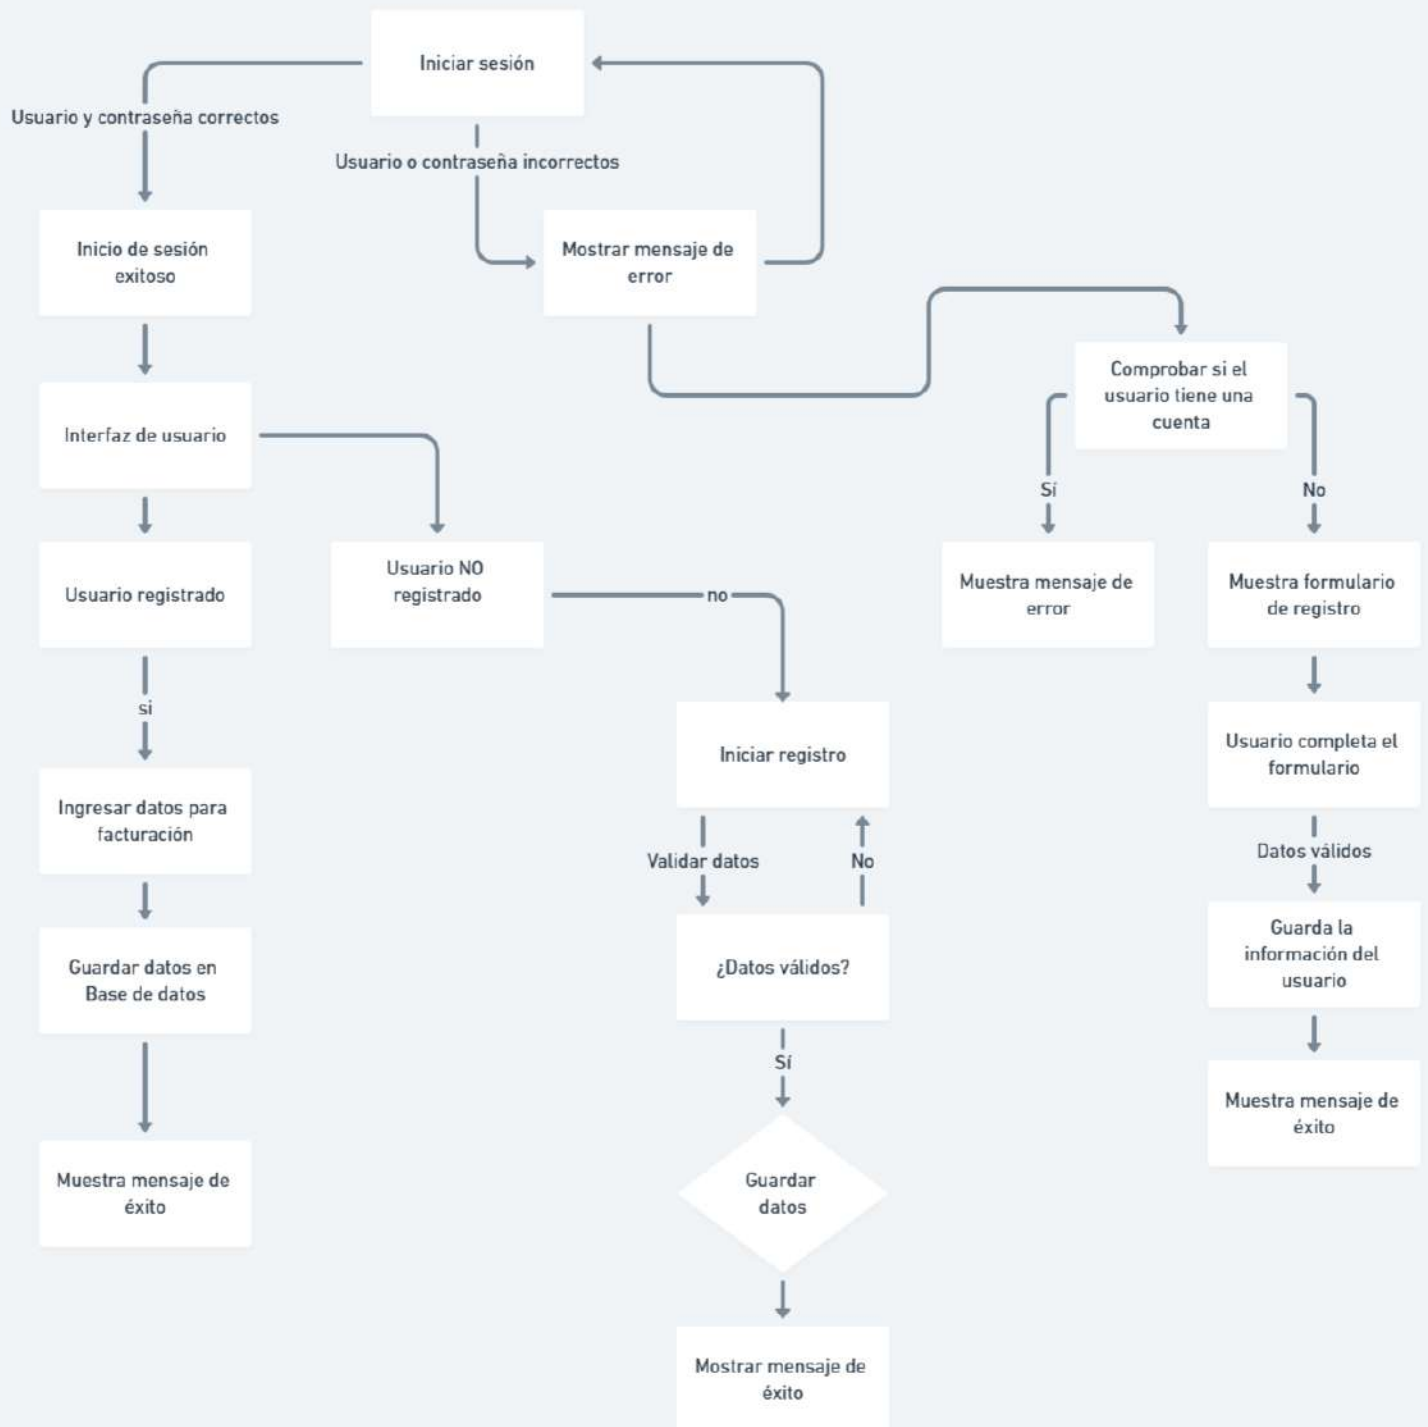 Iniciar sesión
Usuario y contraseña correctos
Usuario o contraseña incorrectos
Inicio de sesión
exitoso
Mostrar mensaje de
error
Comprobar si el
usuario tiene una
cuenta
Interfaz de usuario
Sí
No
Usuario registrado
Usuario NO
registrado
no
Muestra mensaje de
error
Muestra formulario
de registro
si
Iniciar registro
Usuario completa el
formulario
Ingresar datos para
facturación
Validar datos
No
Datos válidos
Guardar datos en
Base de datos
¿Datos válidos?
Guarda la
información del
usuario
Sí
Muestra mensaje de
éxito
Muestra mensaje de
éxito
Guardar
datos
Mostrar mensaje de
éxito